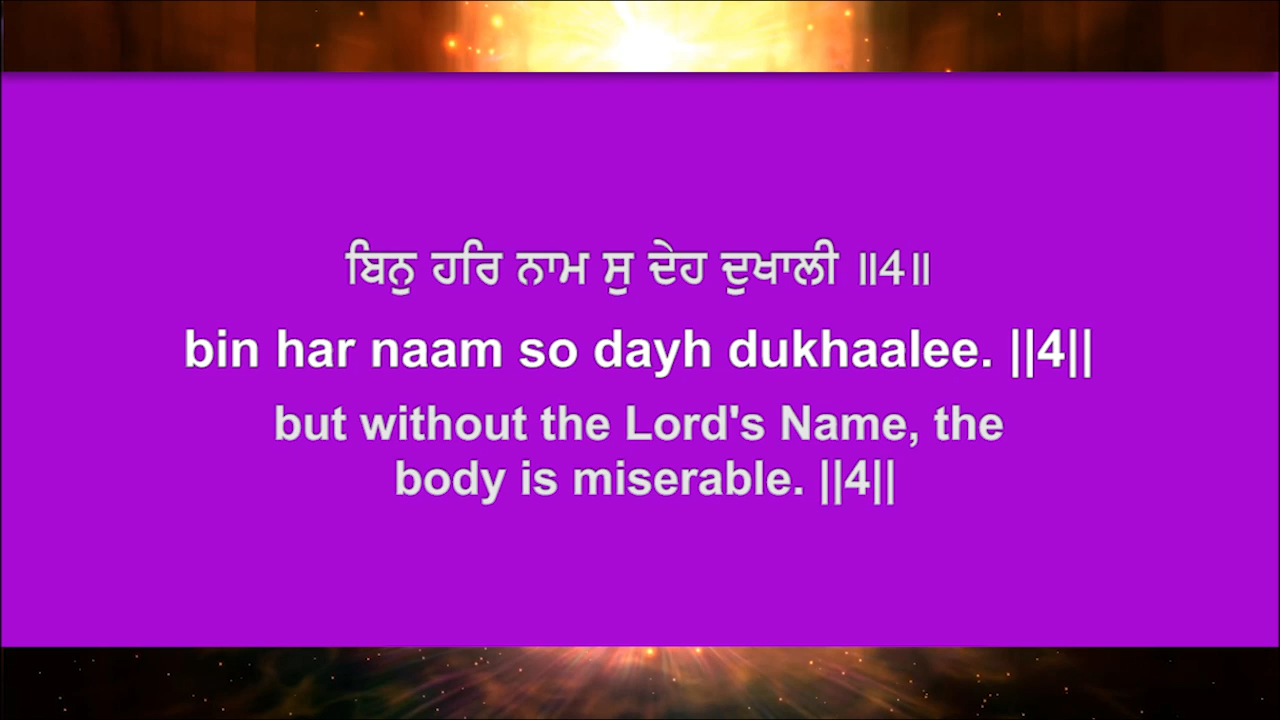 ਬਿਨੁ ਹਰਿ ਨਾਮ ਸੁ ਦੇਹ ਦੁਖਾਲੀ ॥4॥
bin har naam so dayh dukhaalee. ||4||
but without the Lord's Name, the
body is miserable. ||4||